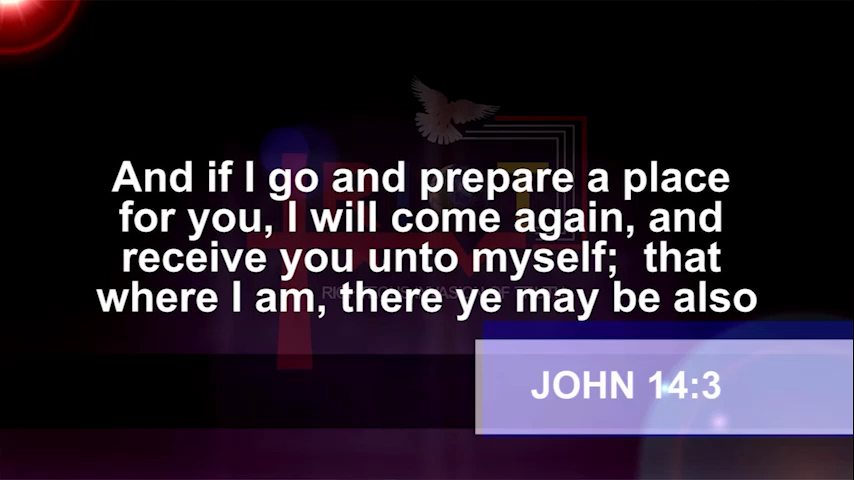 And if I go and prepare a place
for you, I will come again, and
receive you unto myself;  that
where I am, there ye may be also
JOHN 14:3